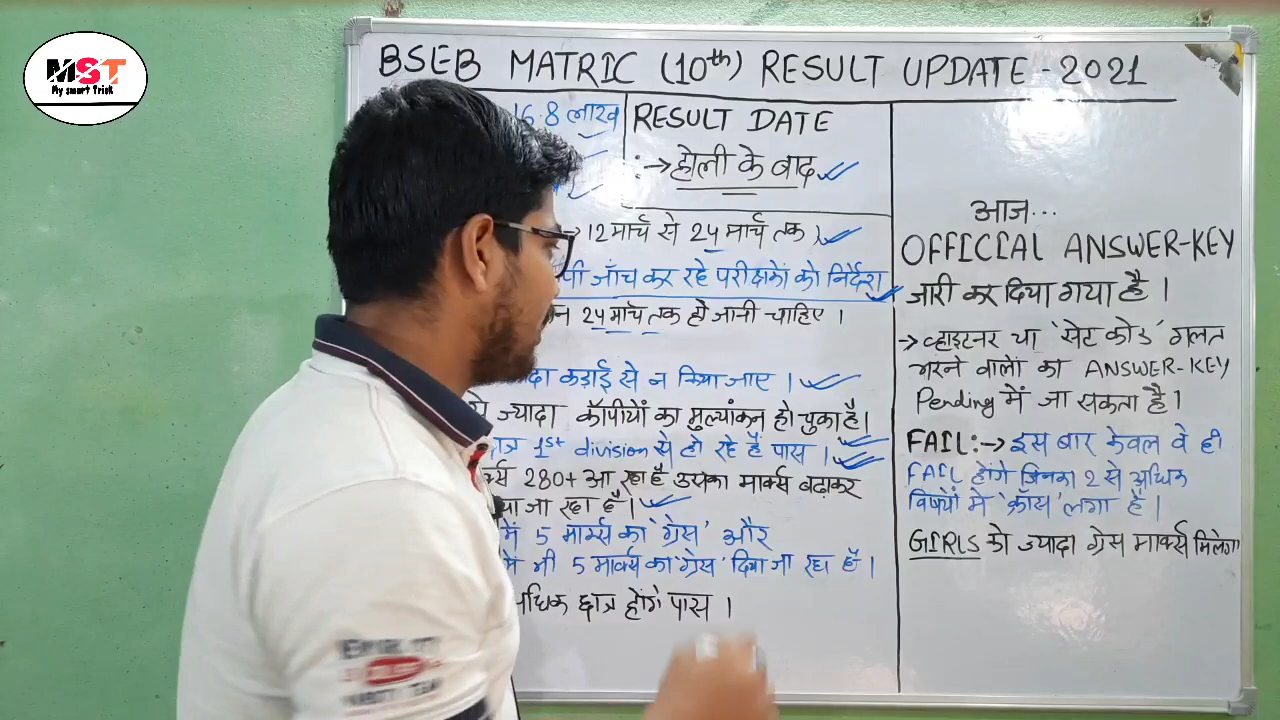 MST
My smart Trick
BSEB MATRIC (10th) RESULT UPDATE-2021
16.8 लाख
RESULT DATE
:→ होली के बाद
→ 12 मार्च से 24 मार्च तक
जाँच कर रहे परीक्षकों को निर्देश
24 मार्च तक हो जानी चाहिए ।
कड़ाई से न किया जाए ।
ज्यादा कॉपीयों का मुल्यांकन हो चुका है।
1st division से हो रहे हैं पास ।
280+ आ रहा है उसका मार्क्स बढ़ाकर
जा रहा है ।
में 5 मार्क्स का 'ग्रेस' और
में भी 5 मार्क्स का 'ग्रेस' दिया जा रहा है ।
छात्र होंगे पास ।
आज...
OFFICIAL ANSWER-KEY
जारी कर दिया गया है ।
→ व्हाइटनर या 'सेट कोड' गलत
भरने वालों का ANSWER-KEY
Pending में जा सकता है ।
FAIL:→ इस बार केवल वे ही
FAIL होंगे जिनका 2 से अधिक
विषयों में 'क्रॉस' लगा है ।
GIRLS को ज्यादा ग्रेस मार्क्स मिलेगा